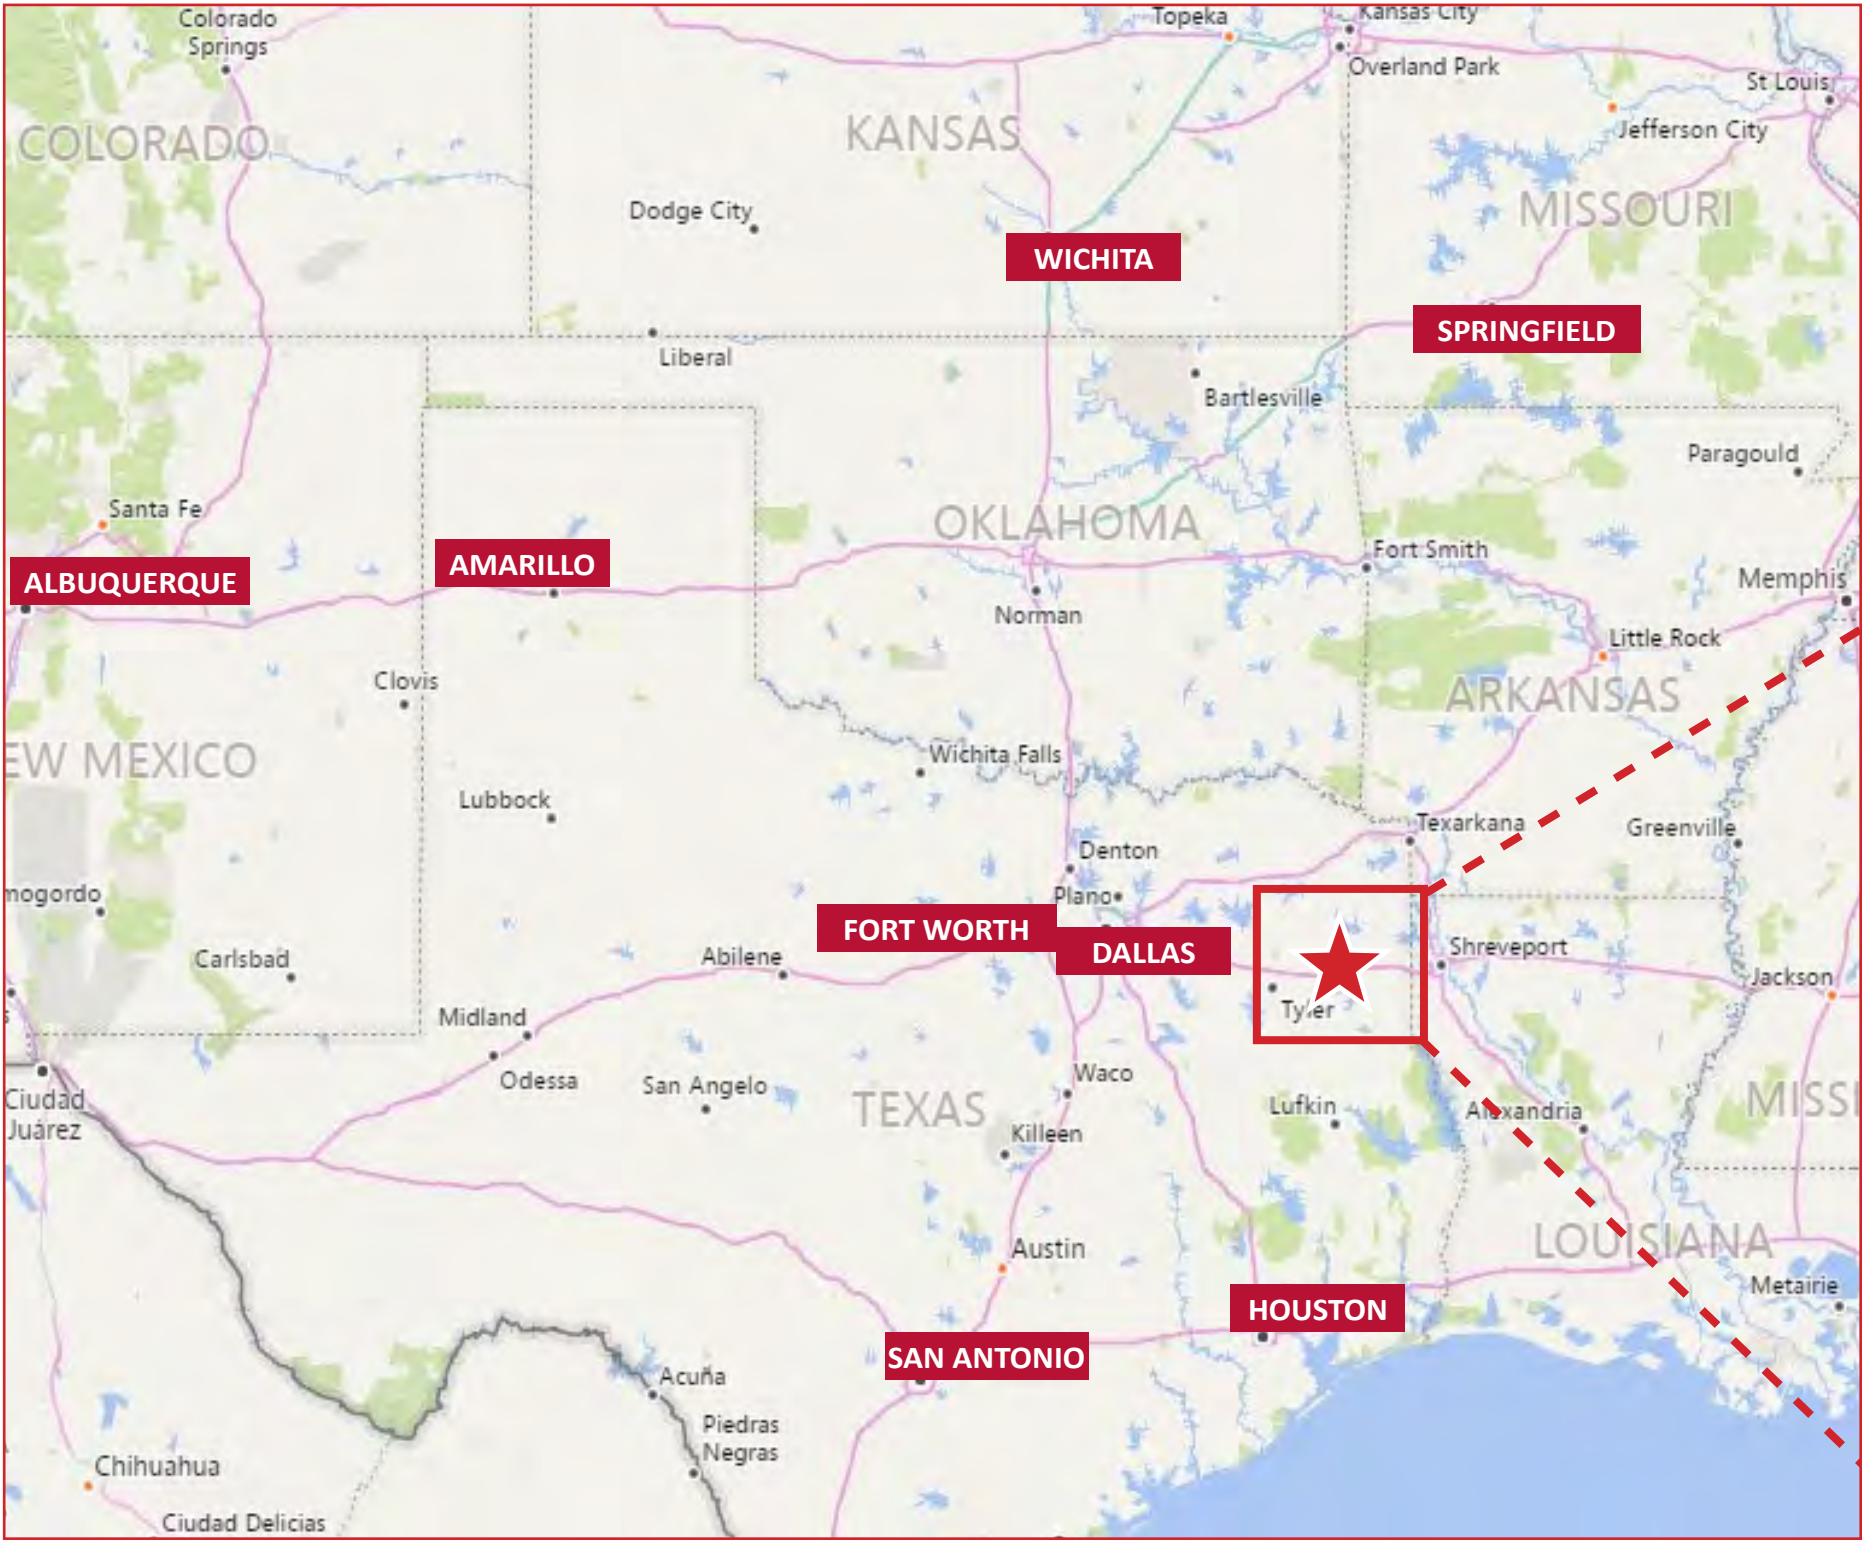 Colorado
Springs
Topeka
Kansas City
Overland Park
St Louis
Jefferson City
COLORADO
KANSAS
MISSOURI
Dodge City
WICHITA
SPRINGFIELD
Liberal
Bartlesville
Paragould
Santa Fe
OKLAHOMA
Fort Smith
ALBUQUERQUE
AMARILLO
Memphis
Norman
Little Rock
Clovis
ARKANSAS
EW MEXICO
Wichita Falls
Lubbock
Texarkana
Greenville
Denton
Plano
mogordo
FORT WORTH
DALLAS
Shreveport
Carlsbad
Abilene
Jackson
s
Midland
Tyler
Odessa
San Angelo
Waco
Ciudad
Juárez
TEXAS
Lufkin
Alexandria
MISSI
Killeen
Austin
LOUISIANA
Metairie
HOUSTON
SAN ANTONIO
Acuña
Piedras
Negras
Chihuahua
Ciudad Delicias